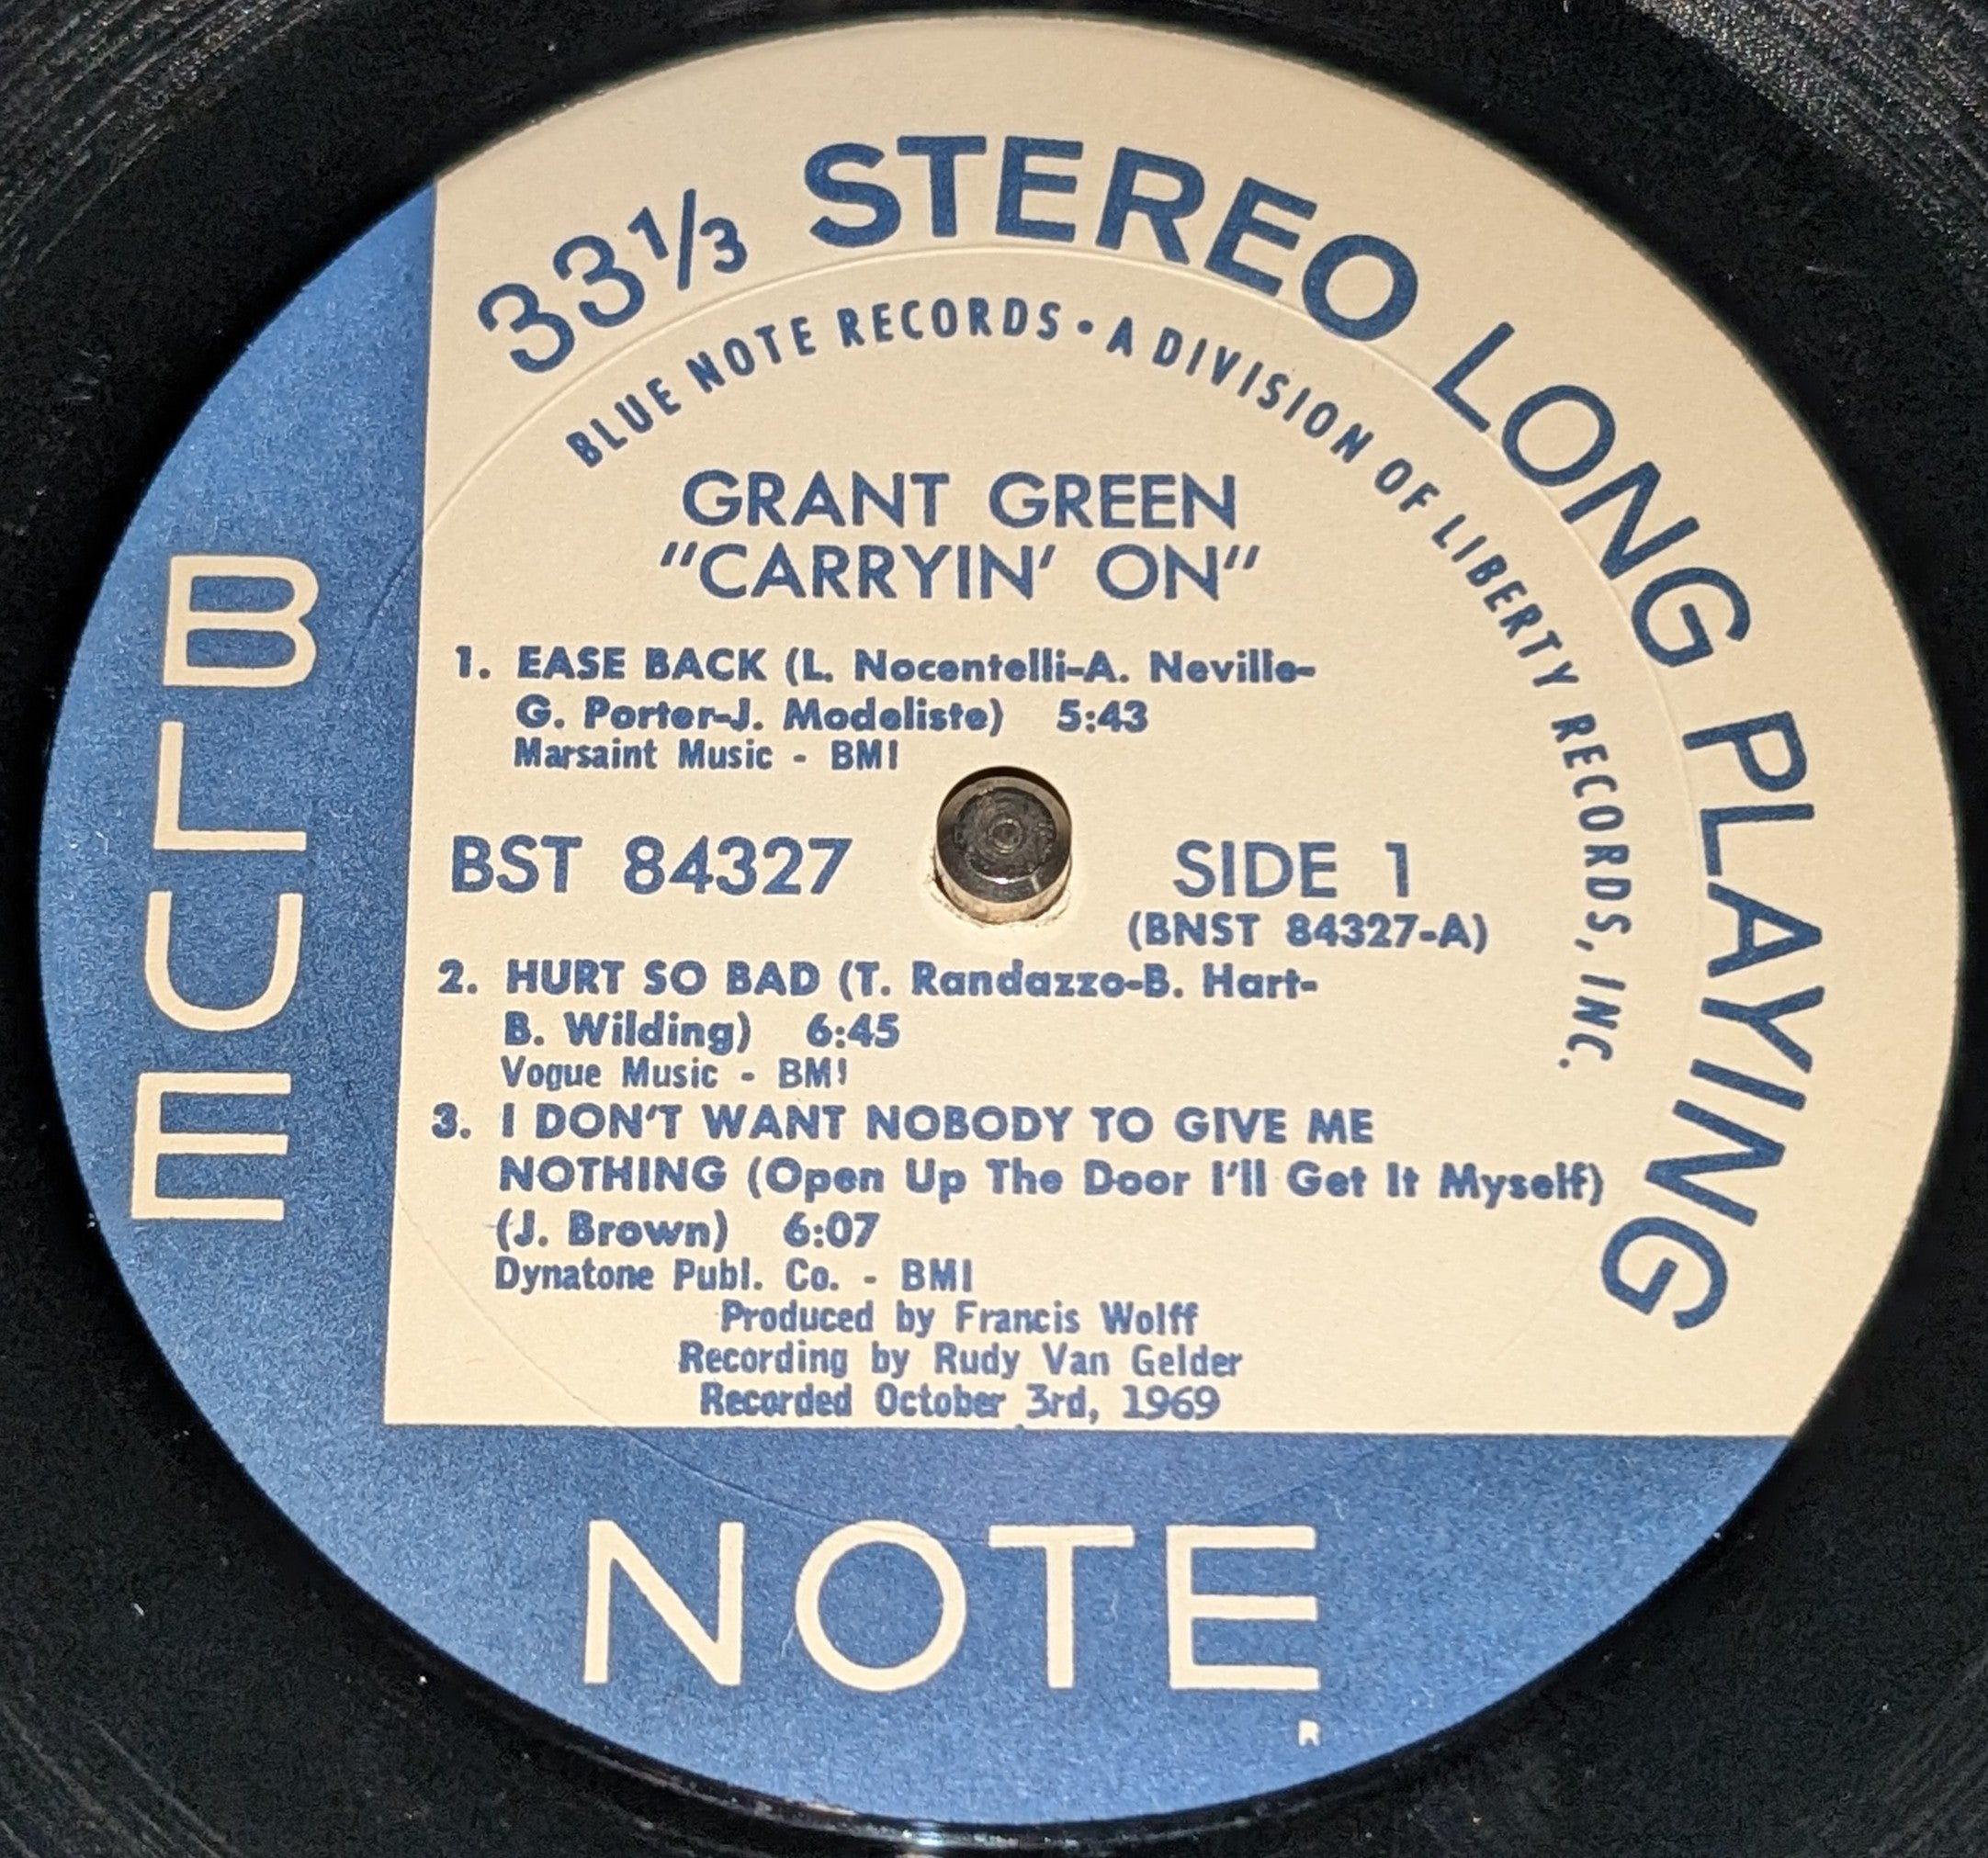 33⅓ STEREO LONG PLAYING
BLUE NOTE RECORDS • A DIVISION OF LIBERTY RECORDS, INC.
GRANT GREEN
"CARRYIN' ON"
1. EASE BACK (L. Nocentelli-A. Neville-
G. Porter-J. Modeliste) 5:43
Marsaint Music - BMI
BST 84327
SIDE 1
(BNST 84327-A)
2. HURT SO BAD (T. Randazzo-B. Hart-
B. Wilding) 6:45
Vogue Music - BMI
3. I DON'T WANT NOBODY TO GIVE ME
NOTHING (Open Up The Door I'll Get It Myself)
(J. Brown) 6:07
Dynatone Publ. Co. - BMI
Produced by Francis Wolff
Recording by Rudy Van Gelder
Recorded October 3rd, 1969
BLUE
NOTE
R